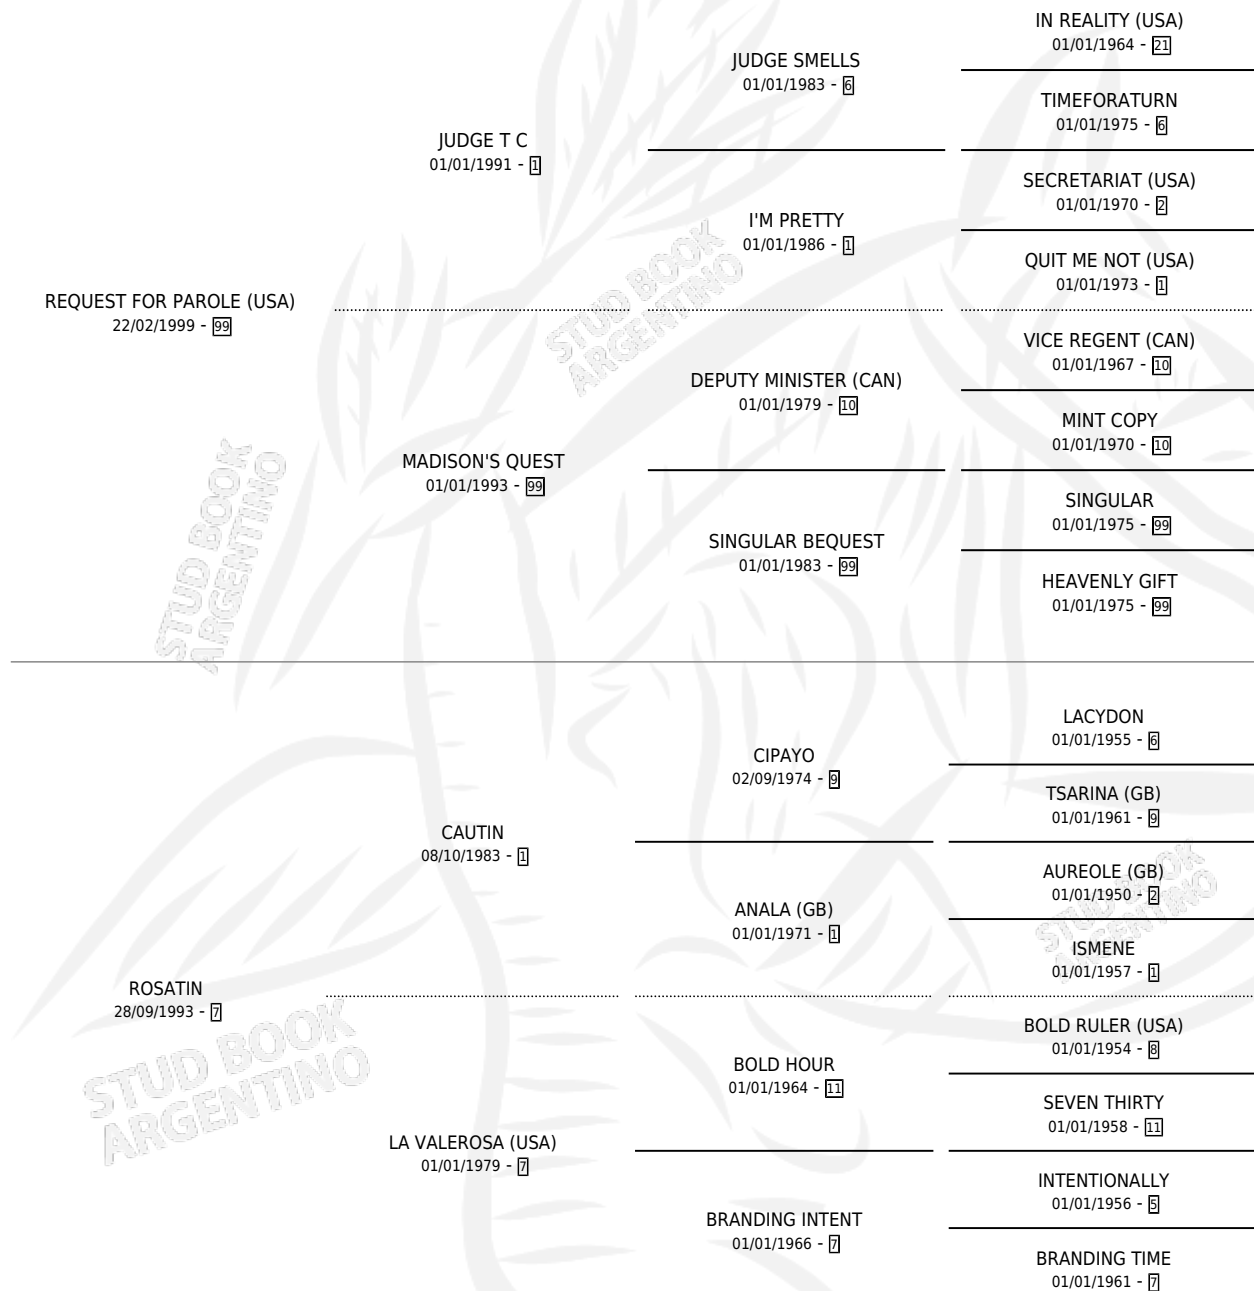 IN REALITY (USA)
01/01/1964 - 21
JUDGE SMELLS
01/01/1983 - 6
TIMEFORATURN
01/01/1975 - 6
JUDGE T C
01/01/1991 - 1
SECRETARIAT (USA)
01/01/1970 - 2
I'M PRETTY
01/01/1986 - 1
QUIT ME NOT (USA)
01/01/1973 - 1
REQUEST FOR PAROLE (USA)
22/02/1999 - 99
STUD BOOK
ARGENTINO
VICE REGENT (CAN)
01/01/1967 - 10
DEPUTY MINISTER (CAN)
01/01/1979 - 10
MINT COPY
01/01/1970 - 10
MADISON'S QUEST
01/01/1993 - 99
SINGULAR
01/01/1975 - 99
SINGULAR BEQUEST
01/01/1983 - 99
HEAVENLY GIFT
01/01/1975 - 99
STUD BOOK
ARGENTINO
LACYDON
01/01/1955 - 6
CIPAYO
02/09/1974 - 9
TSARINA (GB)
01/01/1961 - 9
CAUTIN
08/10/1983 - 1
AUREOLE (GB)
01/01/1950 - 2
ANALA (GB)
01/01/1971 - 1
STUD BOOK
ARGENTINO
ISMENE
01/01/1957 - 1
ROSATIN
28/09/1993 - 7
STUD BOOK
ARGENTINO
BOLD RULER (USA)
01/01/1954 - 8
BOLD HOUR
01/01/1964 - 11
SEVEN THIRTY
01/01/1958 - 11
LA VALEROSA (USA)
01/01/1979 - 7
INTENTIONALLY
01/01/1956 - 5
BRANDING INTENT
01/01/1966 - 7
BRANDING TIME
01/01/1961 - 7